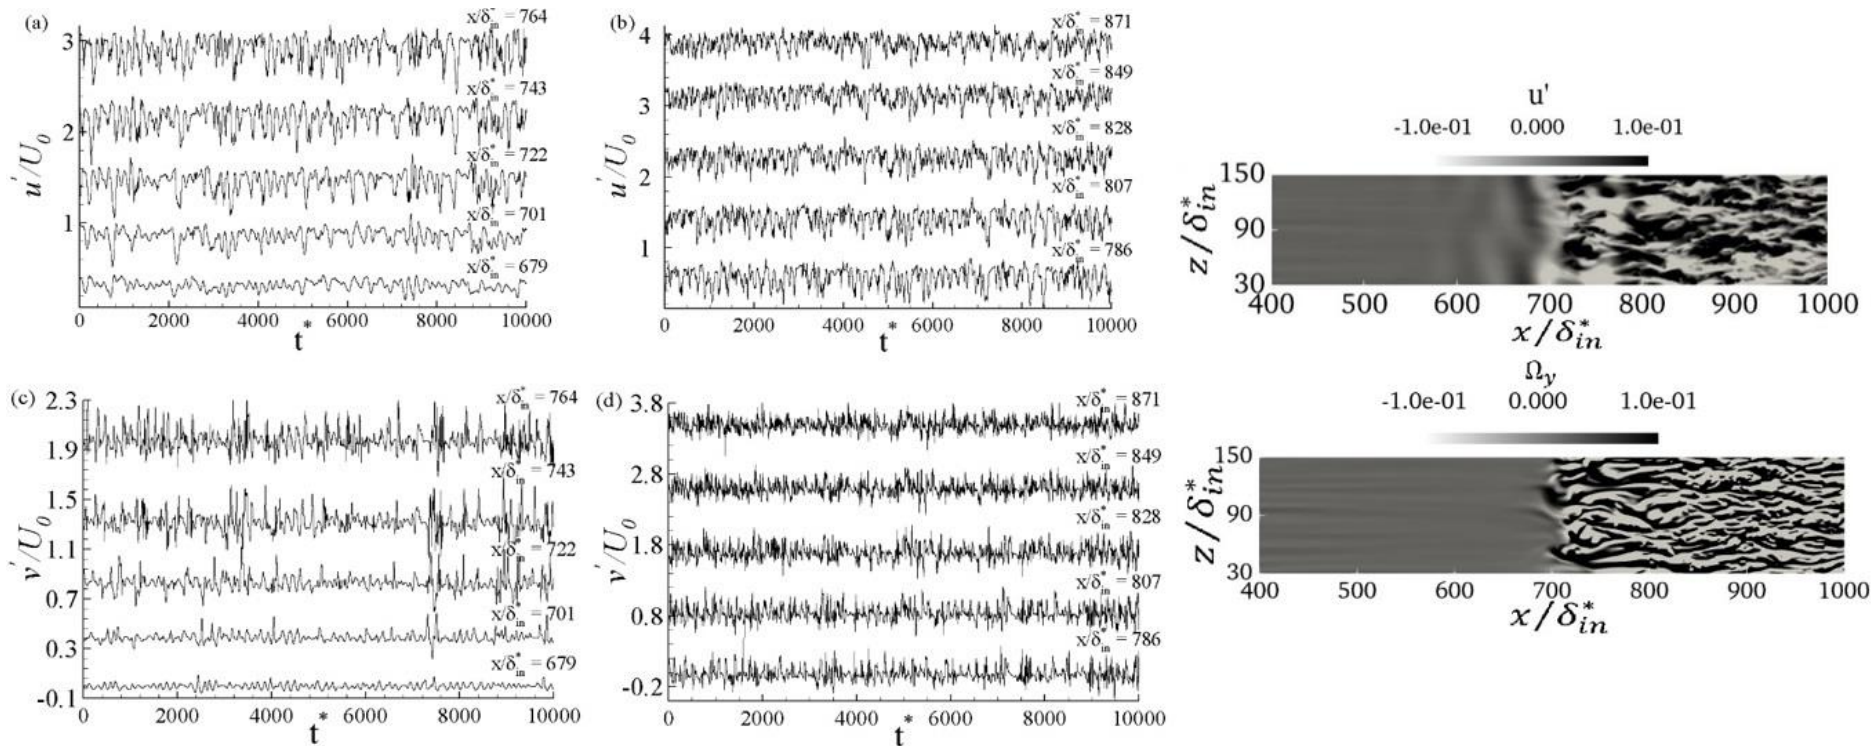 (a)
x/δ*in = 764
3
x/δ*in = 743
2
x/δ*in = 722
x/δ*in = 701
1
x/δ*in = 679
u'/U0
0 2000 4000 6000 8000 10000
t*
(b)
x/δ*in = 871
4
x/δ*in = 849
3
x/δ*in = 828
2
x/δ*in = 807
1
x/δ*in = 786
u'/U0
0 2000 4000 6000 8000 10000
t*
u'
-1.0e-01 0.000 1.0e-01
150
90
30
z/δ*in
400 500 600 700 800 900 1000
x/δ*in
(c)
2.3
x/δ*in = 764
1.9
x/δ*in = 743
1.5
x/δ*in = 722
1.1
0.7
x/δ*in = 701
0.3
x/δ*in = 679
-0.1
v'/U0
0 2000 4000 6000 8000 10000
t*
(d)
3.8
x/δ*in = 871
2.8
x/δ*in = 849
x/δ*in = 828
1.8
x/δ*in = 807
0.8
x/δ*in = 786
-0.2
v'/U0
0 2000 4000 6000 8000 10000
t*
Ωy
-1.0e-01 0.000 1.0e-01
150
90
30
z/δ*in
400 500 600 700 800 900 1000
x/δ*in